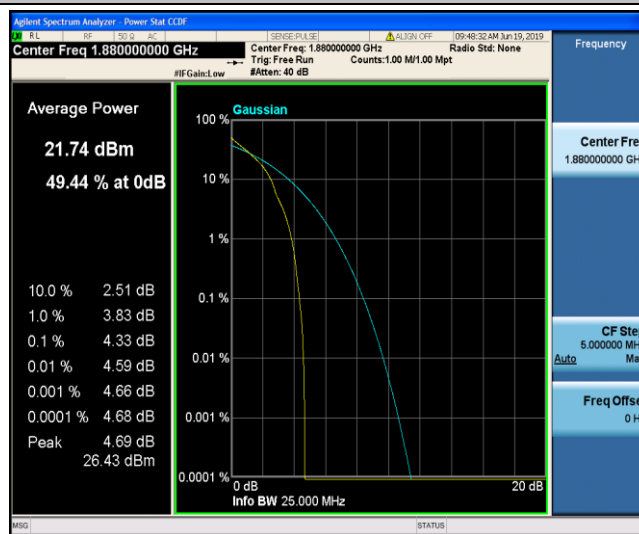 Agilent Spectrum Analyzer - Power Stat CCDF
RL RF 50 Ω AC SENSE:PULSE ALIGN OFF 09:48:32 AM Jun 19, 2019
Center Freq 1.880000000 GHz
Center Freq: 1.880000000 GHz Radio Std: None
Trig: Free Run Counts:1.00 M/1.00 Mpt
#IFGain:Low #Atten: 40 dB
Frequency
Average Power
21.74 dBm
49.44 % at 0dB
10.0 % 2.51 dB
1.0 % 3.83 dB
0.1 % 4.33 dB
0.01 % 4.59 dB
0.001 % 4.66 dB
0.0001 % 4.68 dB
Peak 4.69 dB
26.43 dBm
Gaussian
100 %
10 %
1 %
0.1 %
0.01 %
0.001 %
0.0001 %
0 dB 20 dB
Info BW 25.000 MHz
Center Fre
1.880000000 GH
CF Ste
5.000000 MH
Auto Ma
Freq Offse
0 H
MSG STATUS